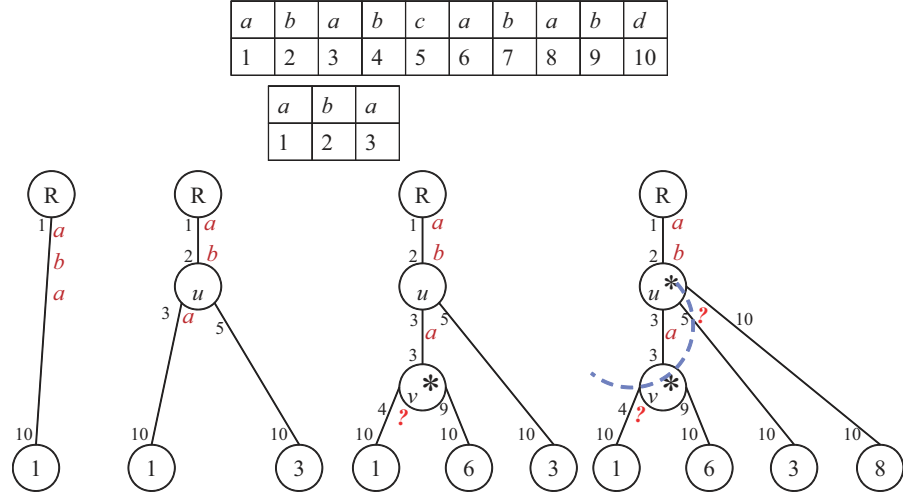 a b a b c a b a b d
1 2 3 4 5 6 7 8 9 10
a b a
1 2 3
R R R R
1 a 1 a 1 a 1 a
b 2 b 2 b 2 b
a u u u *
3 a 5 3 5 3 5 ? 10
a a
3 3
v * v *
4 ? 9 4 ? 9
10 10 10 10 10 10 10 10 10 10
1 1 3 1 6 3 1 6 3 8